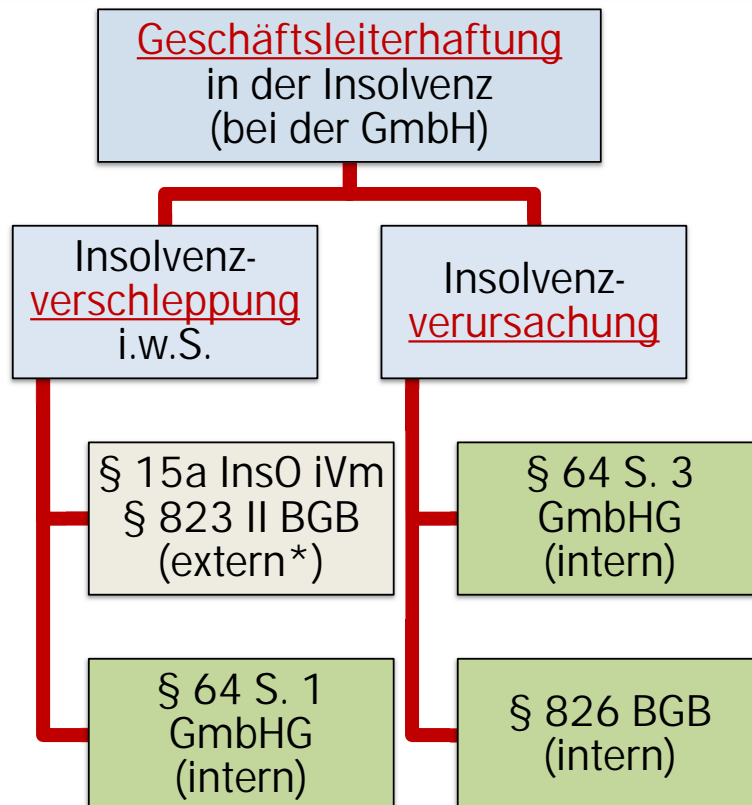 Geschäftsleiterhaftung
in der Insolvenz
(bei der GmbH)
Insolvenz-
verschleppung
i.w.S.
Insolvenz-
verursachung
§ 15a InsO iVm
§ 823 II BGB
(extern*)
§ 64 S. 3
GmbHG
(intern)
§ 64 S. 1
GmbHG
(intern)
§ 826 BGB
(intern)